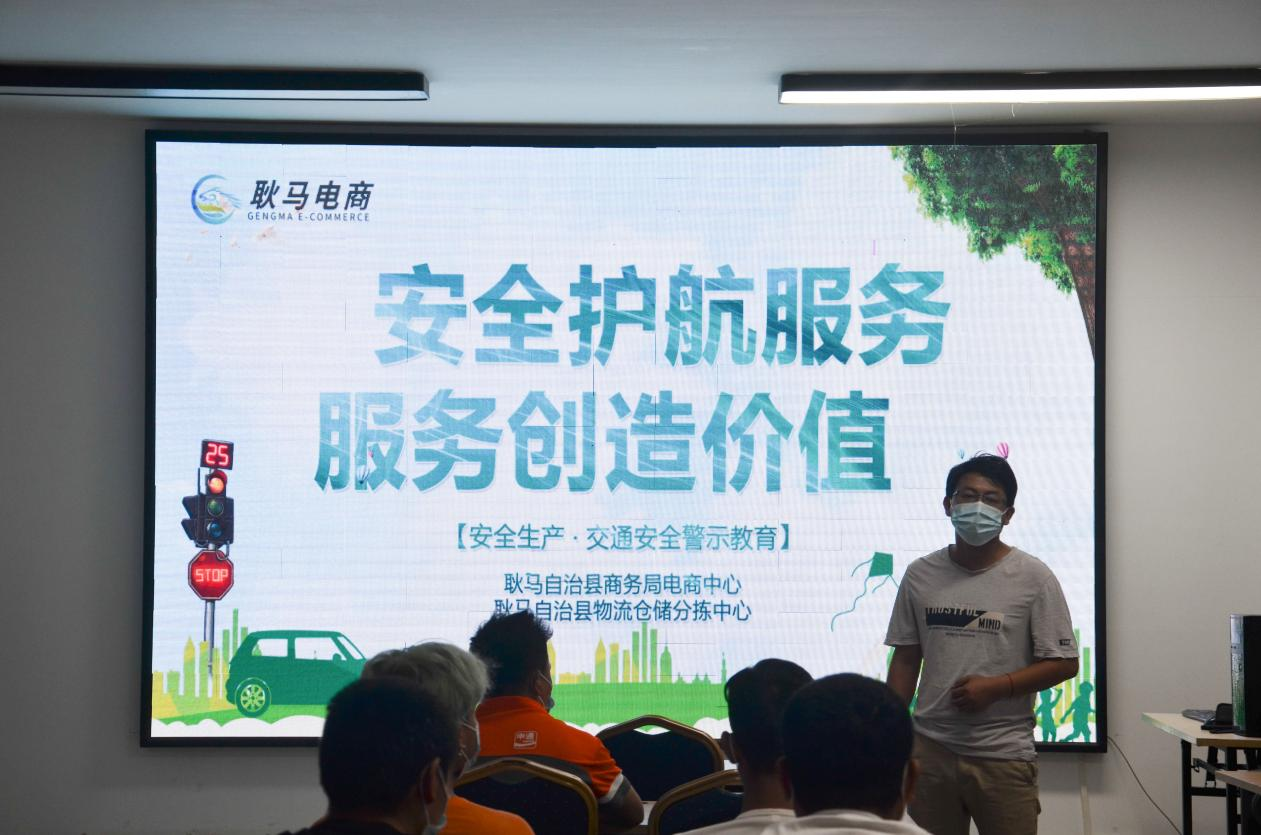 耿马电商
GENGMA E-COMMERCE
安全护航服务
服务创造价值
【安全生产·交通安全警示教育】
耿马自治县商务局电商中心
耿马自治县物流仓储分拣中心
25
STOP
申通
MIND